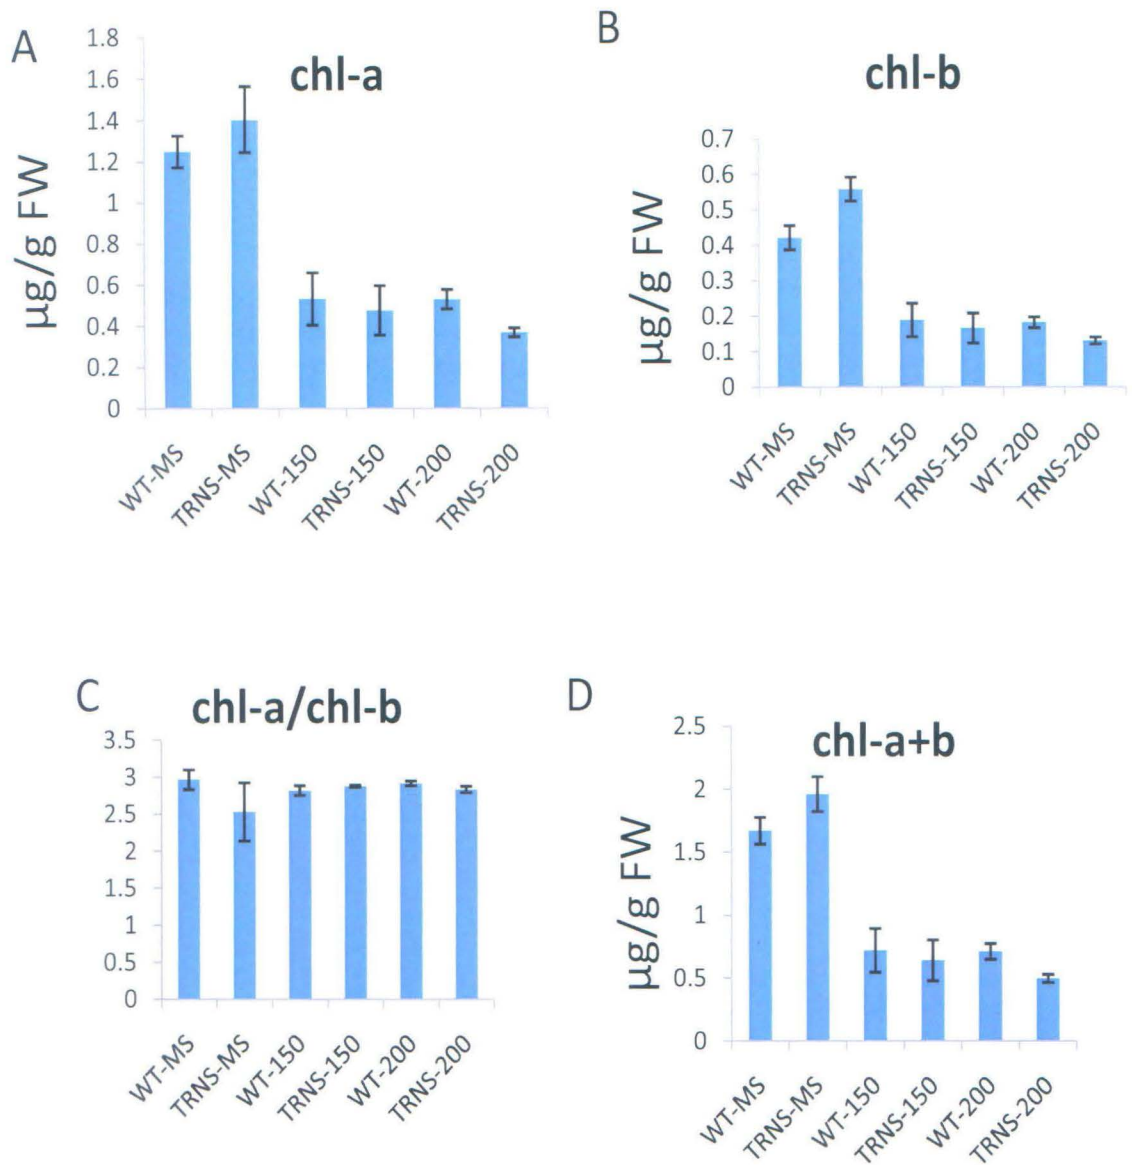 A
chl-a
µg/g FW
1.8
1.6
1.4
1.2
1
0.8
0.6
0.4
0.2
0
WT-MS
TRNS-MS
WT-150
TRNS-150
WT-200
TRNS-200
B
chl-b
µg/g FW
0.7
0.6
0.5
0.4
0.3
0.2
0.1
0
WT-MS
TRNS-MS
WT-150
TRNS-150
WT-200
TRNS-200
C
chl-a/chl-b
3.5
3
2.5
2
1.5
1
0.5
0
WT-MS
TRNS-MS
WT-150
TRNS-150
WT-200
TRNS-200
D
chl-a+b
µg/g FW
2.5
2
1.5
1
0.5
0
WT-MS
TRNS-MS
WT-150
TRNS-150
WT-200
TRNS-200